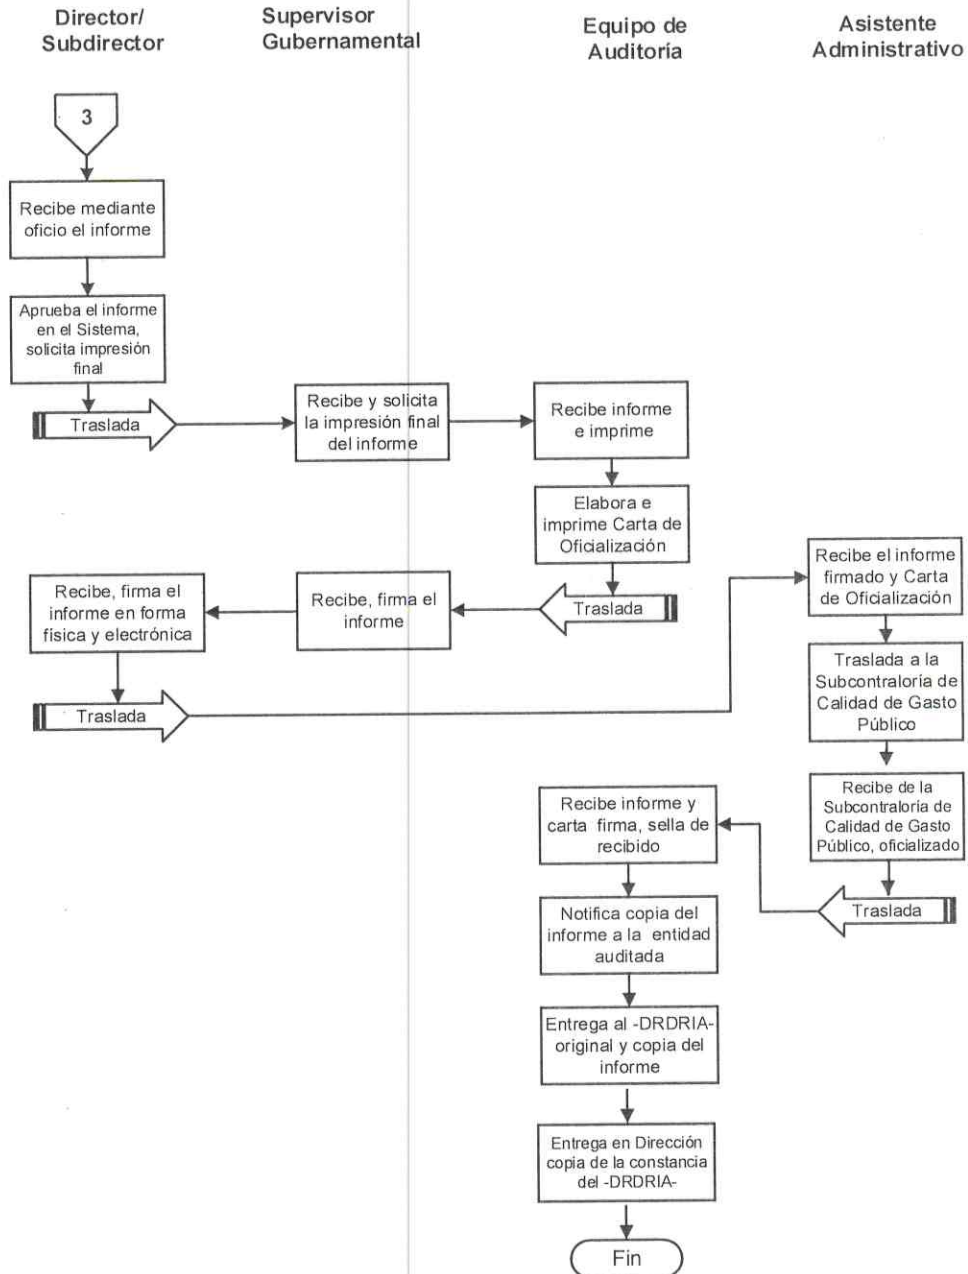 Director/
Subdirector
Supervisor
Gubernamental
Equipo de
Auditoría
Asistente
Administrativo
3
Recibe mediante
oficio el informe
Aprueba el informe
en el Sistema,
solicita impresión
final
Traslada
Recibe y solicita
la impresión final
del informe
Recibe informe
e imprime
Elabora e
imprime Carta de
Oficialización
Traslada
Recibe, firma el
informe
Recibe, firma el
informe en forma
física y electrónica
Traslada
Recibe el informe
firmado y Carta
de Oficialización
Traslada a la
Subcontraloría de
Calidad de Gasto
Público
Recibe de la
Subcontraloría de
Calidad de Gasto
Público, oficializado
Traslada
Recibe informe y
carta firma, sella de
recibido
Notifica copia del
informe a la entidad
auditada
Entrega al -DRDRIA-
original y copia del
informe
Entrega en Dirección
copia de la constancia
del -DRDRIA-
Fin